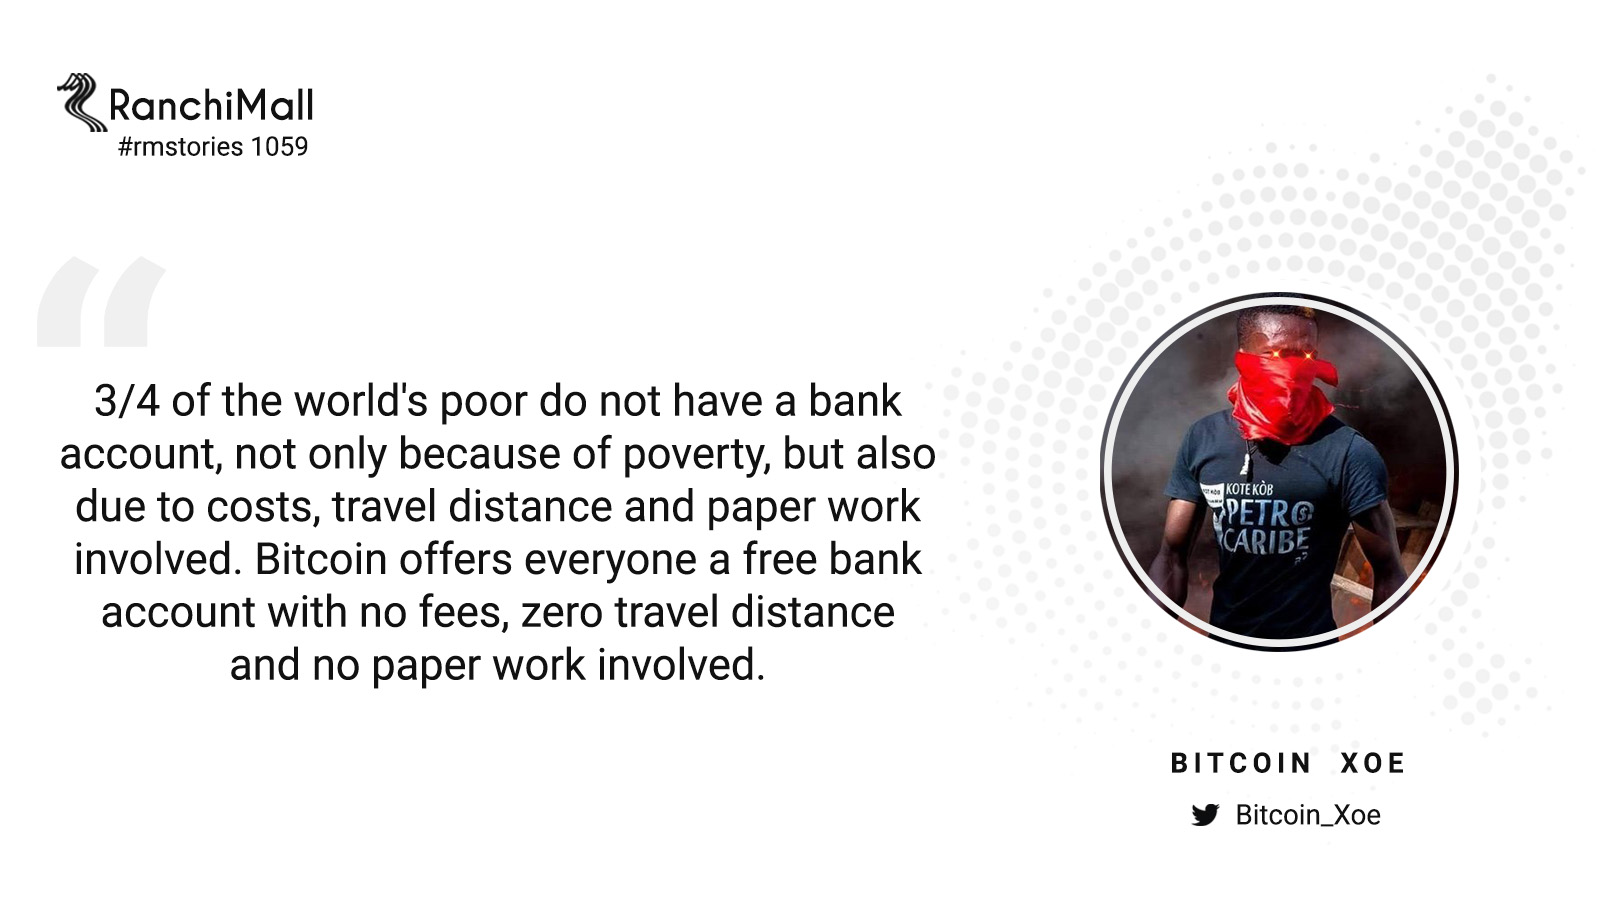 RanchiMall
#rmstories 1059
“
3/4 of the world's poor do not have a bank
account, not only because of poverty, but also
due to costs, travel distance and paper work
involved. Bitcoin offers everyone a free bank
account with no fees, zero travel distance
and no paper work involved.
KOTE KÒB
PETRO
CARIBE
BITCOIN XOE
Bitcoin_Xoe